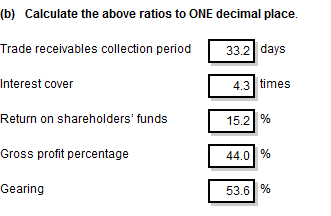 (b) Calculate the above ratios to ONE decimal place.
Trade receivables collection period 33.2 days
Interest cover 4.3 times
Return on shareholders' funds 15.2 %
Gross profit percentage 44.0 %
Gearing 53.6 %